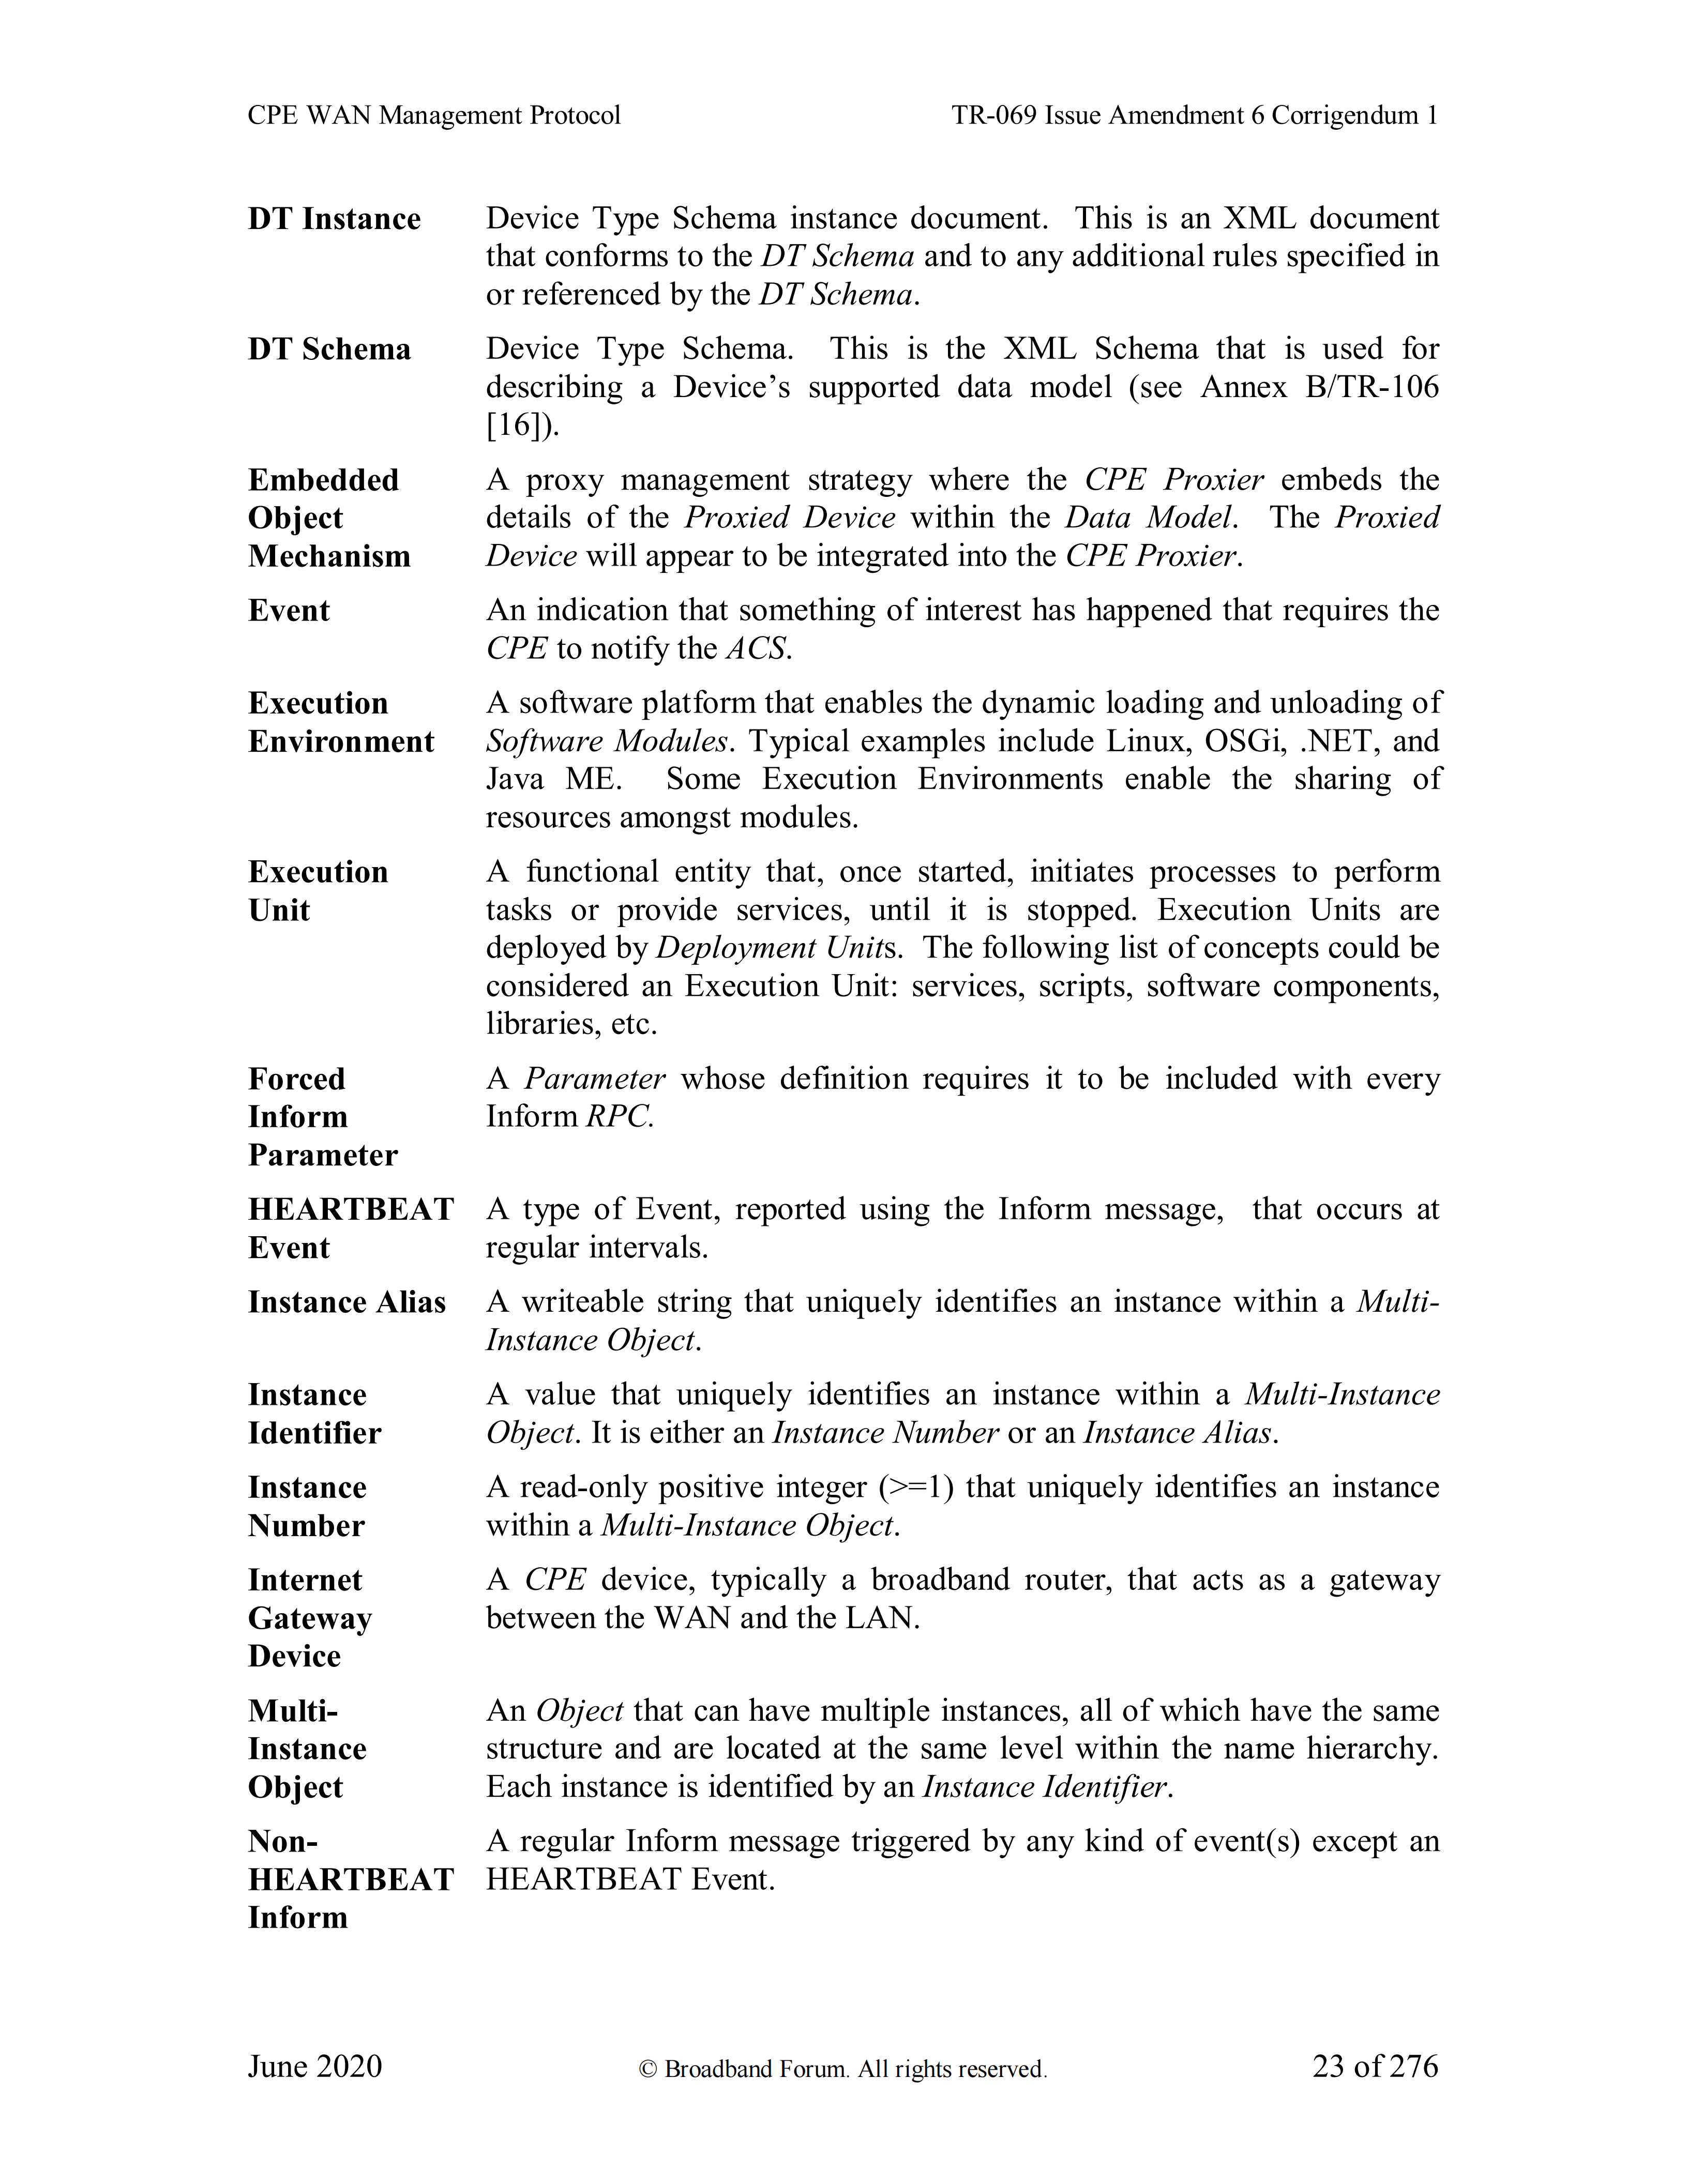 CPE WAN Management Protocol TR-069 Issue Amendment 6 Corrigendum 1
DT Instance Device Type Schema instance document. This is an XML document
that conforms to the DT Schema and to any additional rules specified in
or referenced by the DT Schema.
DT Schema Device Type Schema. This is the XML Schema that is used for
describing a Device’s supported data model (see Annex B/TR-106
[16]).
Embedded A proxy management strategy where the CPE Proxier embeds the
Object details of the Proxied Device within the Data Model. The Proxied
Mechanism Device will appear to be integrated into the CPE Proxier.
Event An indication that something of interest has happened that requires the
CPE to notify the ACS.
Execution A software platform that enables the dynamic loading and unloading of
Environment Software Modules. Typical examples include Linux, OSGi, .NET, and
Java ME. Some Execution Environments enable the sharing of
resources amongst modules.
Execution A functional entity that, once started, initiates processes to perform
Unit tasks or provide services, until it is stopped. Execution Units are
deployed by Deployment Units. The following list of concepts could be
considered an Execution Unit: services, scripts, software components,
libraries, etc.
Forced A Parameter whose definition requires it to be included with every
Inform Inform RPC.
Parameter
HEARTBEAT A type of Event, reported using the Inform message, that occurs at
Event regular intervals.
Instance Alias A writeable string that uniquely identifies an instance within a Multi-
Instance Object.
Instance A value that uniquely identifies an instance within a Multi-Instance
Identifier Object. It is either an Instance Number or an Instance Alias.
Instance A read-only positive integer (>=1) that uniquely identifies an instance
Number within a Multi-Instance Object.
Internet A CPE device, typically a broadband router, that acts as a gateway
Gateway between the WAN and the LAN.
Device
Multi- An Object that can have multiple instances, all of which have the same
Instance structure and are located at the same level within the name hierarchy.
Object Each instance is identified by an Instance Identifier.
Non- A regular Inform message triggered by any kind of event(s) except an
HEARTBEAT HEARTBEAT Event.
Inform
June 2020 © Broadband Forum. All rights reserved. 23 of 276